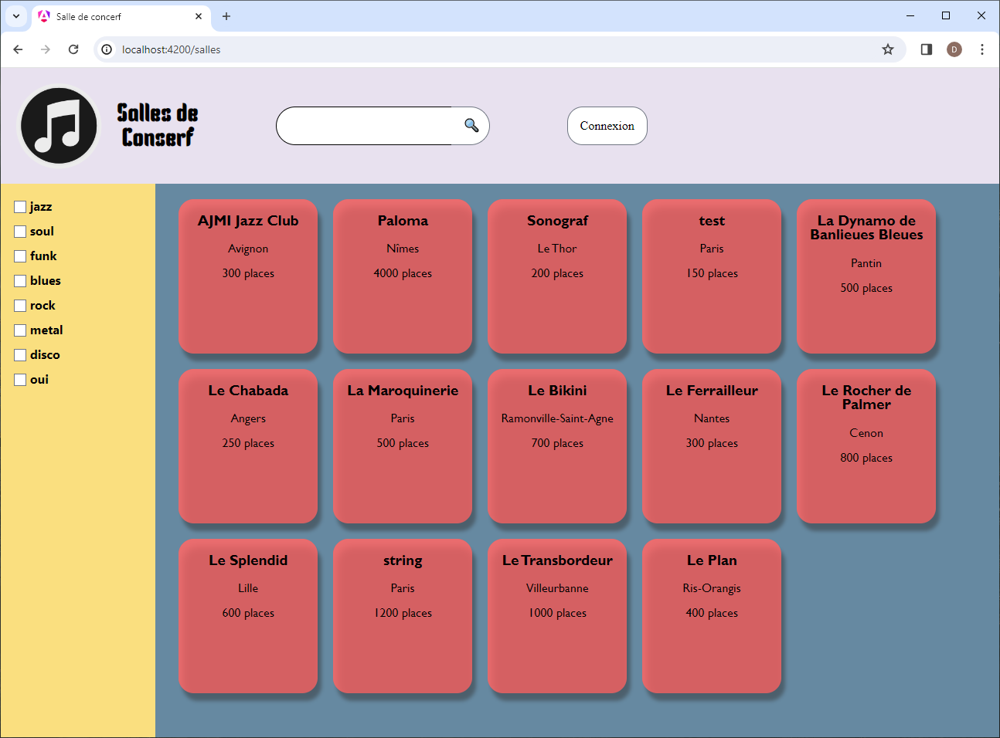 Salle de concerf
localhost:4200/salles
D
Salles de
Conserf
Connexion
jazz
soul
funk
blues
rock
metal
disco
oui
AJMI Jazz Club
Avignon
300 places
Paloma
Nîmes
4000 places
Sonograf
Le Thor
200 places
test
Paris
150 places
La Dynamo de
Banlieues Bleues
Pantin
500 places
Le Chabada
Angers
250 places
La Maroquinerie
Paris
500 places
Le Bikini
Ramonville-Saint-Agne
700 places
Le Ferrailleur
Nantes
300 places
Le Rocher de
Palmer
Cenon
800 places
Le Splendid
Lille
600 places
string
Paris
1200 places
Le Transbordeur
Villeurbanne
1000 places
Le Plan
Ris-Orangis
400 places